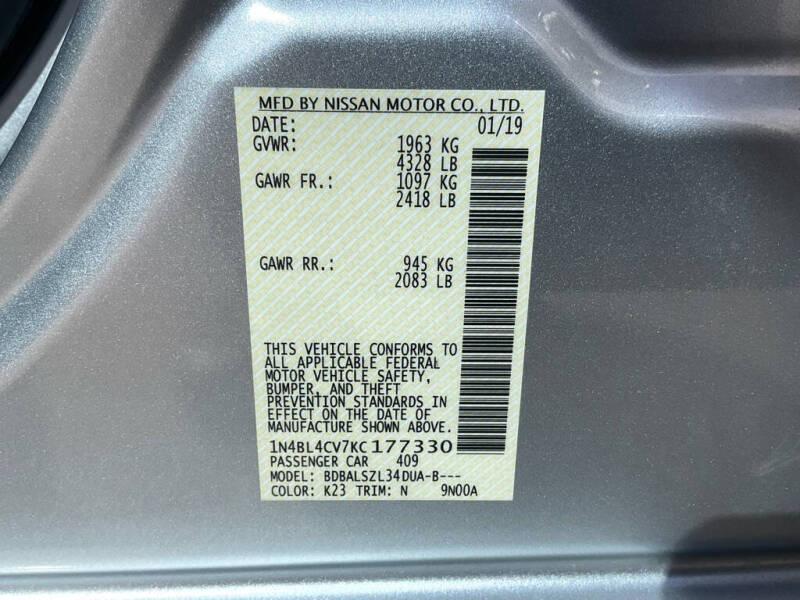 MFD BY NISSAN MOTOR CO., LTD.
DATE: 01/19
GVWR: 1963 KG
4328 LB
GAWR FR.: 1097 KG
2418 LB
GAWR RR.: 945 KG
2083 LB
THIS VEHICLE CONFORMS TO
ALL APPLICABLE FEDERAL
MOTOR VEHICLE SAFETY,
BUMPER, AND THEFT
PREVENTION STANDARDS IN
EFFECT ON THE DATE OF
MANUFACTURE SHOWN ABOVE.
1N4BL4CV7KC177330
PASSENGER CAR 409
MODEL: BDBALSZL34DUA-B---
COLOR: K23 TRIM: N 9N00A